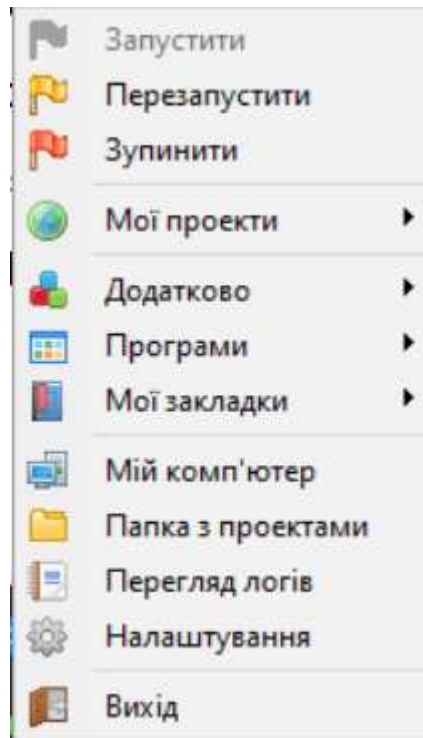 Запустити
Перезапустити
Зупинити
Мої проекти
Додатково
Програми
Мої закладки
Мій комп'ютер
Папка з проектами
Перегляд логів
Налаштування
Вихід